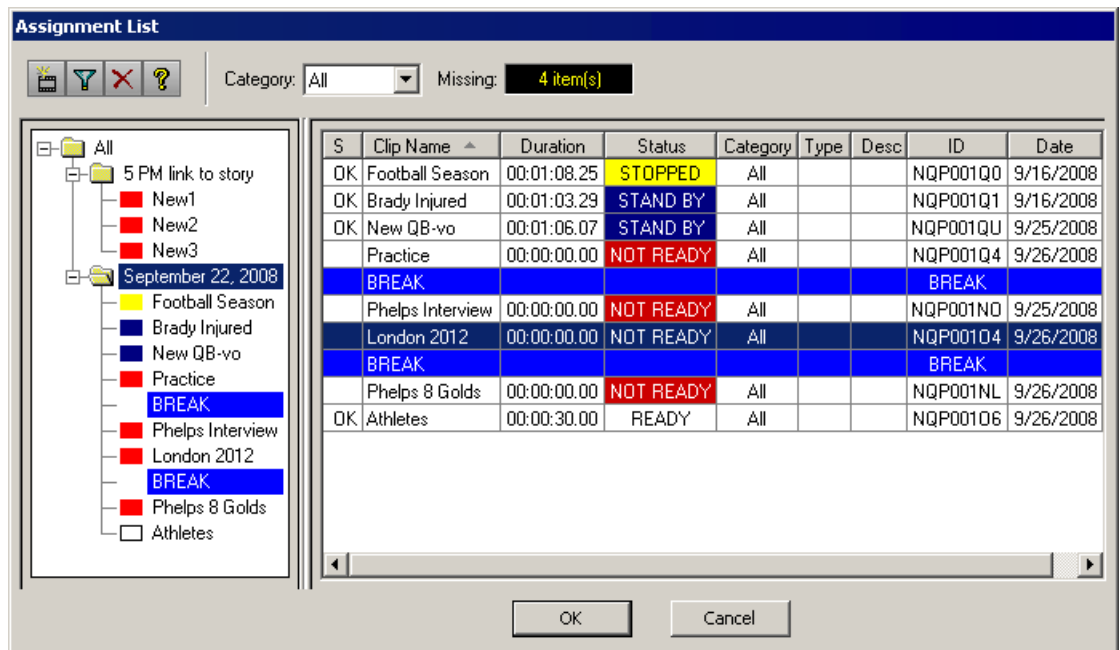 Assignment List
Category: All Missing: 4 item(s)
All
5 PM link to story
New1
New2
New3
September 22, 2008
Football Season
Brady Injured
New QB-vo
Practice
BREAK
Phelps Interview
London 2012
BREAK
Phelps 8 Golds
Athletes
S Clip Name Duration Status Category Type Desc ID Date
OK Football Season 00:01:08.25 STOPPED All NQP001Q0 9/16/2008
OK Brady Injured 00:01:03.29 STAND BY All NQP001Q1 9/16/2008
OK New QB-vo 00:01:06.07 STAND BY All NQP001QU 9/25/2008
Practice 00:00:00.00 NOT READY All NQP001Q4 9/26/2008
BREAK BREAK
Phelps Interview 00:00:00.00 NOT READY All NQP001NO 9/25/2008
London 2012 00:00:00.00 NOT READY All NQP001O4 9/26/2008
BREAK BREAK
Phelps 8 Golds 00:00:00.00 NOT READY All NQP001NL 9/26/2008
OK Athletes 00:00:30.00 READY All NQP001O6 9/26/2008
OK Cancel